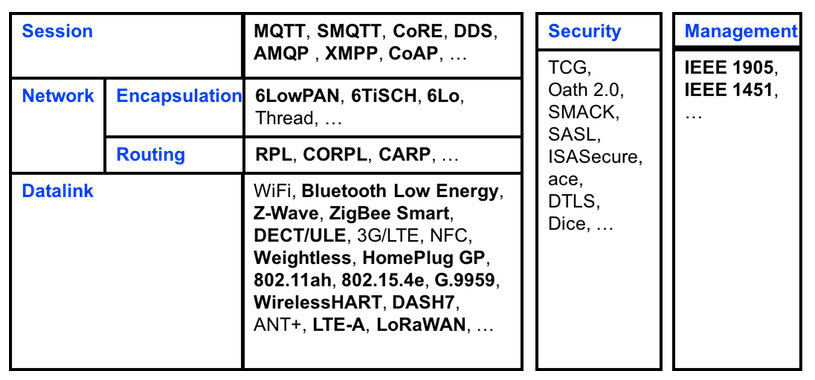 Session
MQTT, SMQTT, CoRE, DDS,
AMQP , XMPP, CoAP, …
Network
Encapsulation
6LowPAN, 6TiSCH, 6Lo,
Thread, …
Routing
RPL, CORPL, CARP, …
Datalink
WiFi, Bluetooth Low Energy,
Z-Wave, ZigBee Smart,
DECT/ULE, 3G/LTE, NFC,
Weightless, HomePlug GP,
802.11ah, 802.15.4e, G.9959,
WirelessHART, DASH7,
ANT+, LTE-A, LoRaWAN, …
Security
TCG,
Oath 2.0,
SMACK,
SASL,
ISASecure,
ace,
DTLS,
Dice, …
Management
IEEE 1905,
IEEE 1451,
…